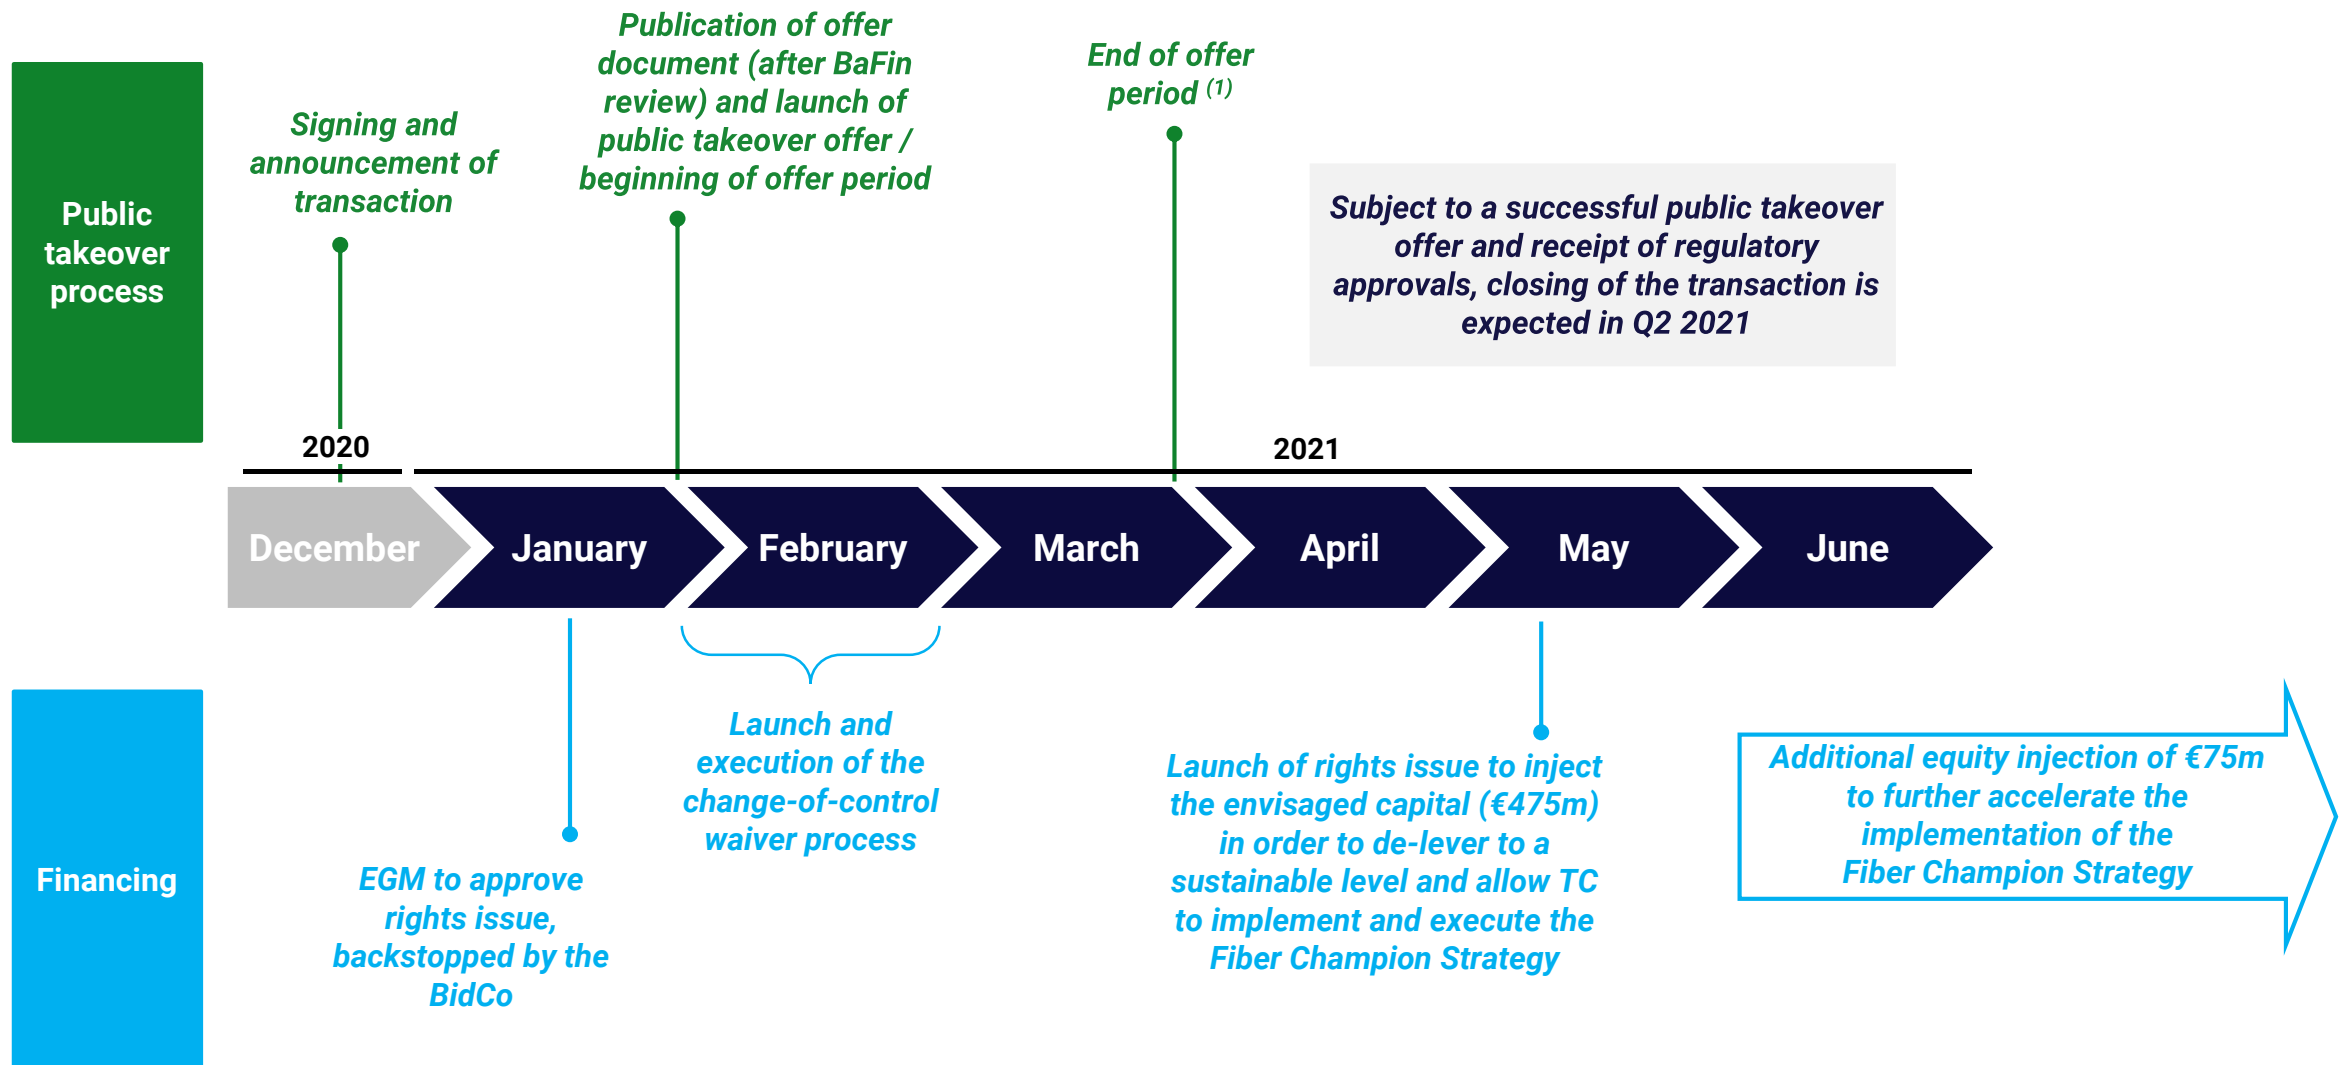 Public
takeover
process
Signing and
announcement of
transaction
Publication of offer
document (after BaFin
review) and launch of
public takeover offer /
beginning of offer period
End of offer
period (1)
Subject to a successful public takeover
offer and receipt of regulatory
approvals, closing of the transaction is
expected in Q2 2021
2020
2021
December
January
February
March
April
May
June
Financing
EGM to approve
rights issue,
backstopped by the
BidCo
Launch and
execution of the
change-of-control
waiver process
Launch of rights issue to inject
the envisaged capital (€475m)
in order to de-lever to a
sustainable level and allow TC
to implement and execute the
Fiber Champion Strategy
Additional equity injection of €75m
to further accelerate the
implementation of the
Fiber Champion Strategy